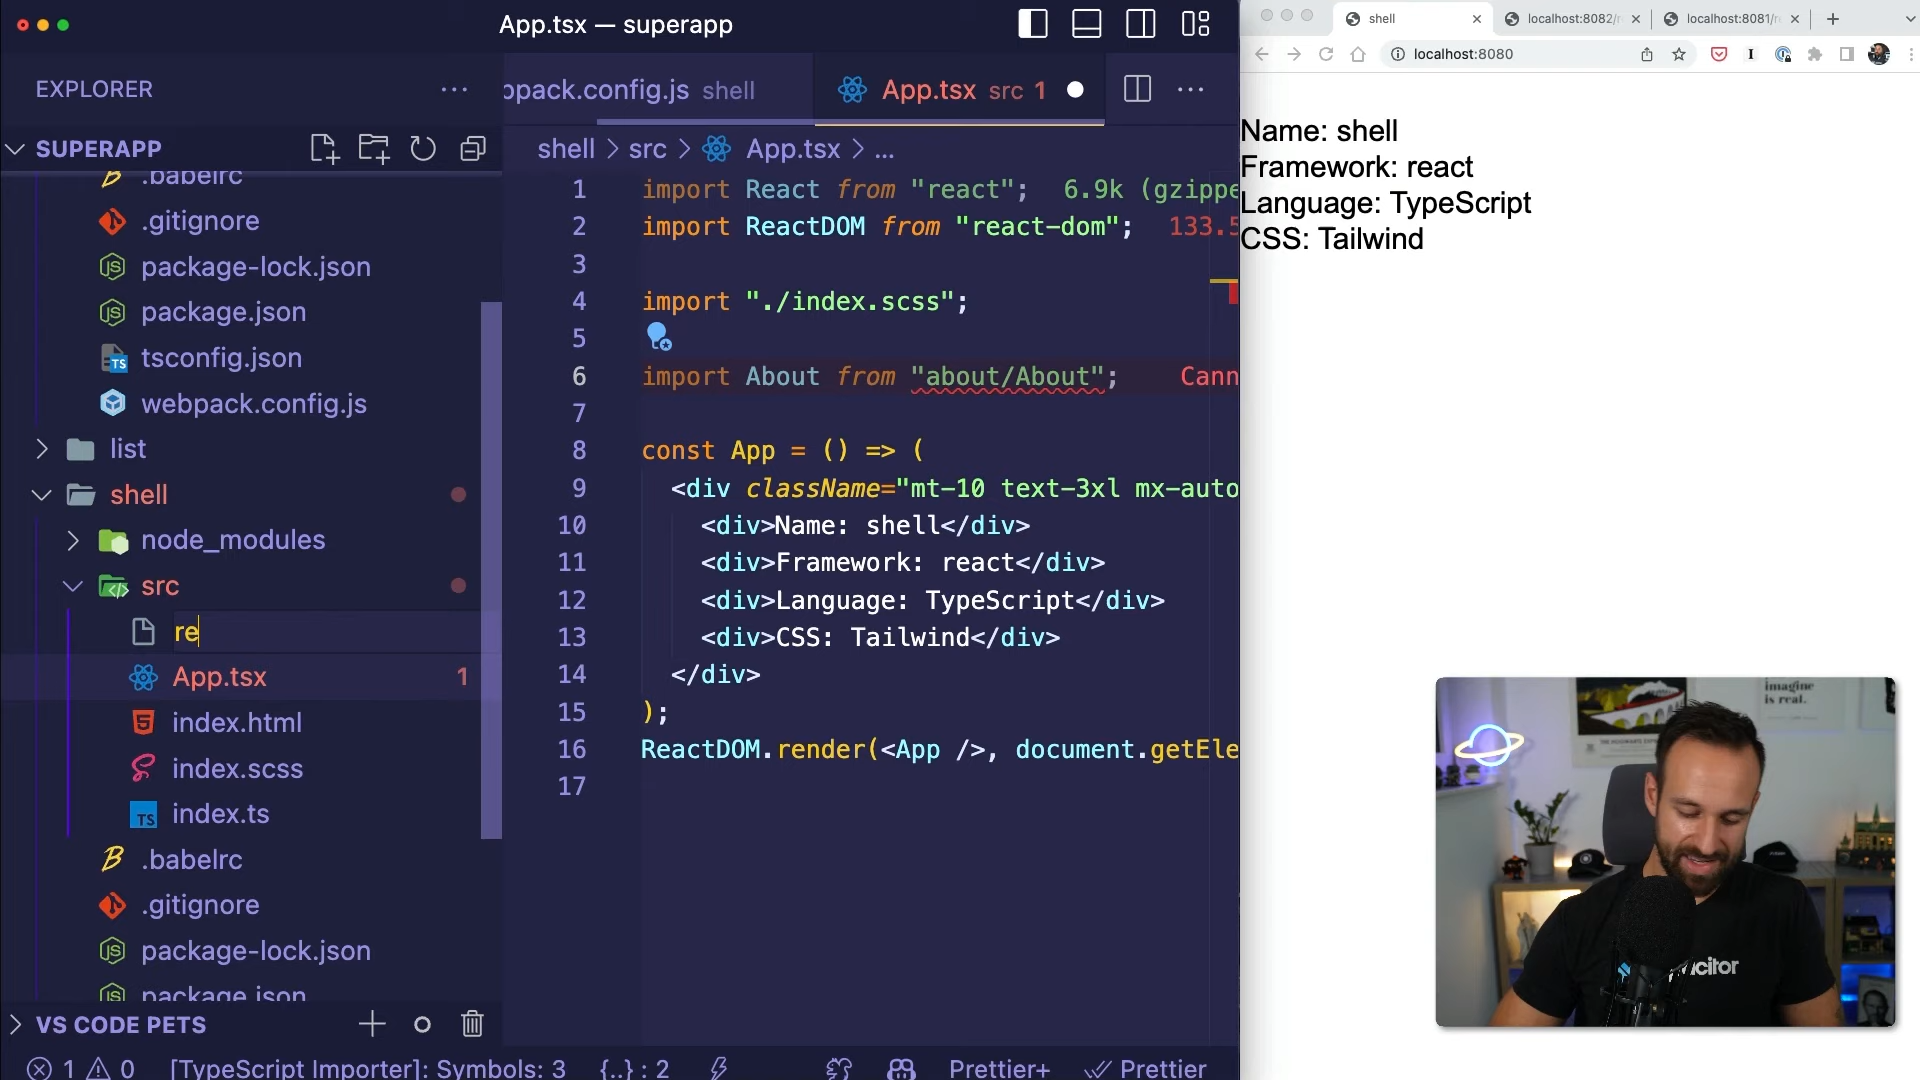 App.tsx — superapp
EXPLORER
SUPERAPP
.babelrc
.gitignore
package-lock.json
package.json
tsconfig.json
webpack.config.js
list
shell
node_modules
src
re
App.tsx 1
index.html
index.scss
index.ts
.babelrc
.gitignore
package-lock.json
package.json
VS CODE PETS
1 0 [TypeScript Importer]: Symbols: 3 {..} : 2 Prettier+ Prettier
opack.config.js shell
App.tsx src 1
shell > src > App.tsx > ...
1 import React from "react"; 6.9k (gzippe
2 import ReactDOM from "react-dom"; 133.5
3
4 import "./index.scss";
5
6 import About from "about/About"; Cann
7
8 const App = () => (
9 <div className="mt-10 text-3xl mx-auto
10 <div>Name: shell</div>
11 <div>Framework: react</div>
12 <div>Language: TypeScript</div>
13 <div>CSS: Tailwind</div>
14 </div>
15 );
16 ReactDOM.render(<App />, document.getEle
17
shell
localhost:8082/r
localhost:8081/r
localhost:8080
Name: shell
Framework: react
Language: TypeScript
CSS: Tailwind
imagine
is real.